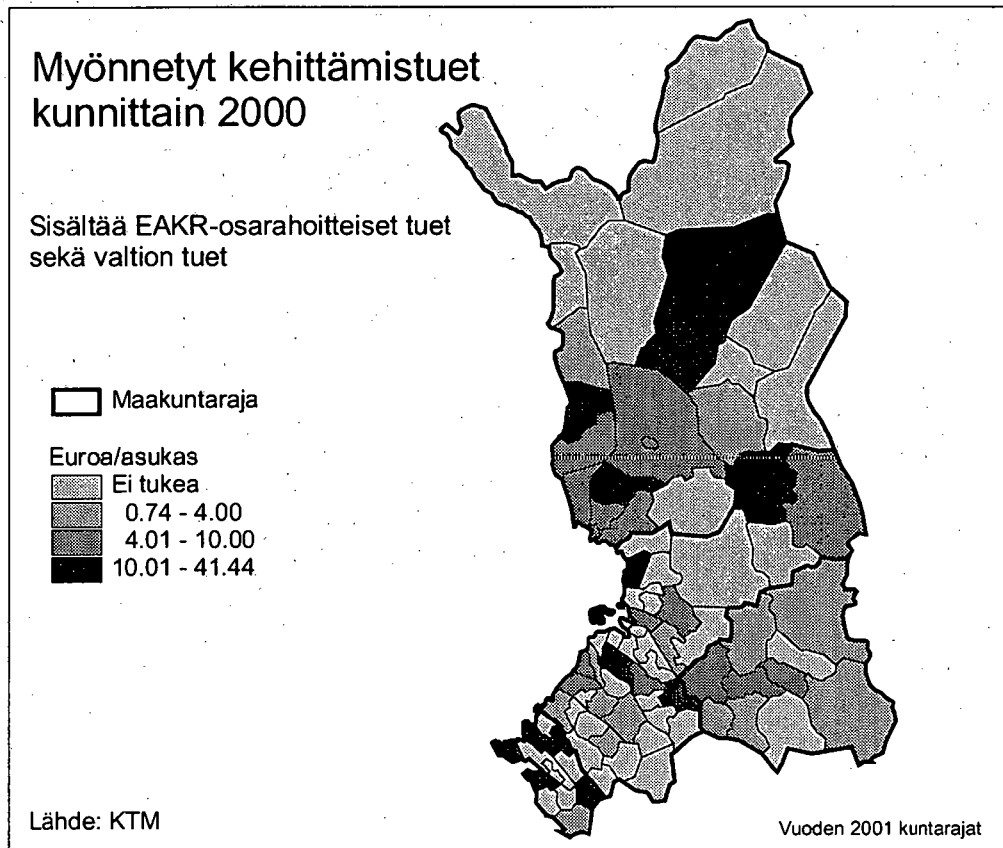 Myönnetyt kehittämistuet
kunnittain 2000
Sisältää EAKR-osarahoitteiset tuet
sekä valtion tuet
Maakuntaraja
Euroa/asukas
Ei tukea
0.74 - 4.00
4.01 - 10.00
10.01 - 41.44
Lähde: KTM
Vuoden 2001 kuntarajat